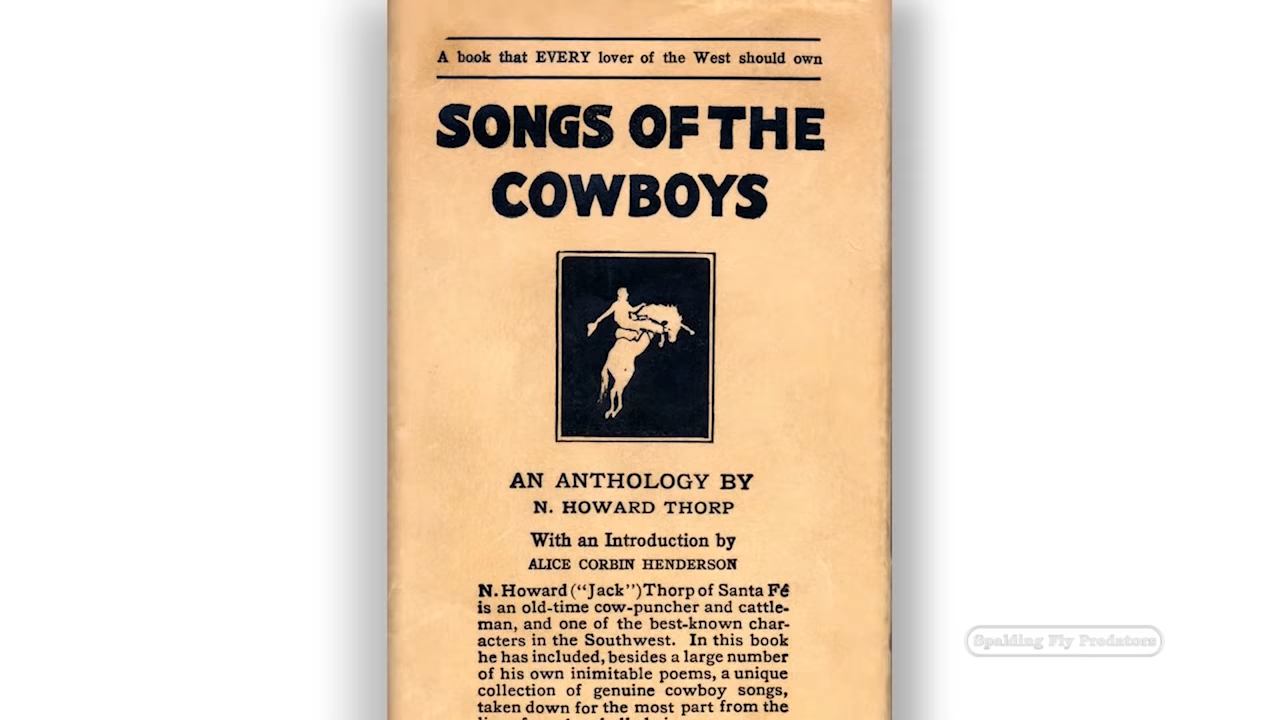 A book that EVERY lover of the West should own
SONGS OF THE
COWBOYS
AN ANTHOLOGY BY
N. HOWARD THORP
With an Introduction by
ALICE CORBIN HENDERSON
N. Howard ("Jack") Thorp of Santa Fé
is an old-time cow-puncher and cattle-
man, and one of the best-known char-
acters in the Southwest. In this book
he has included, besides a large number
of his own inimitable poems, a unique
collection of genuine cowboy songs,
taken down for the most part from the
Spalding Fly Predators